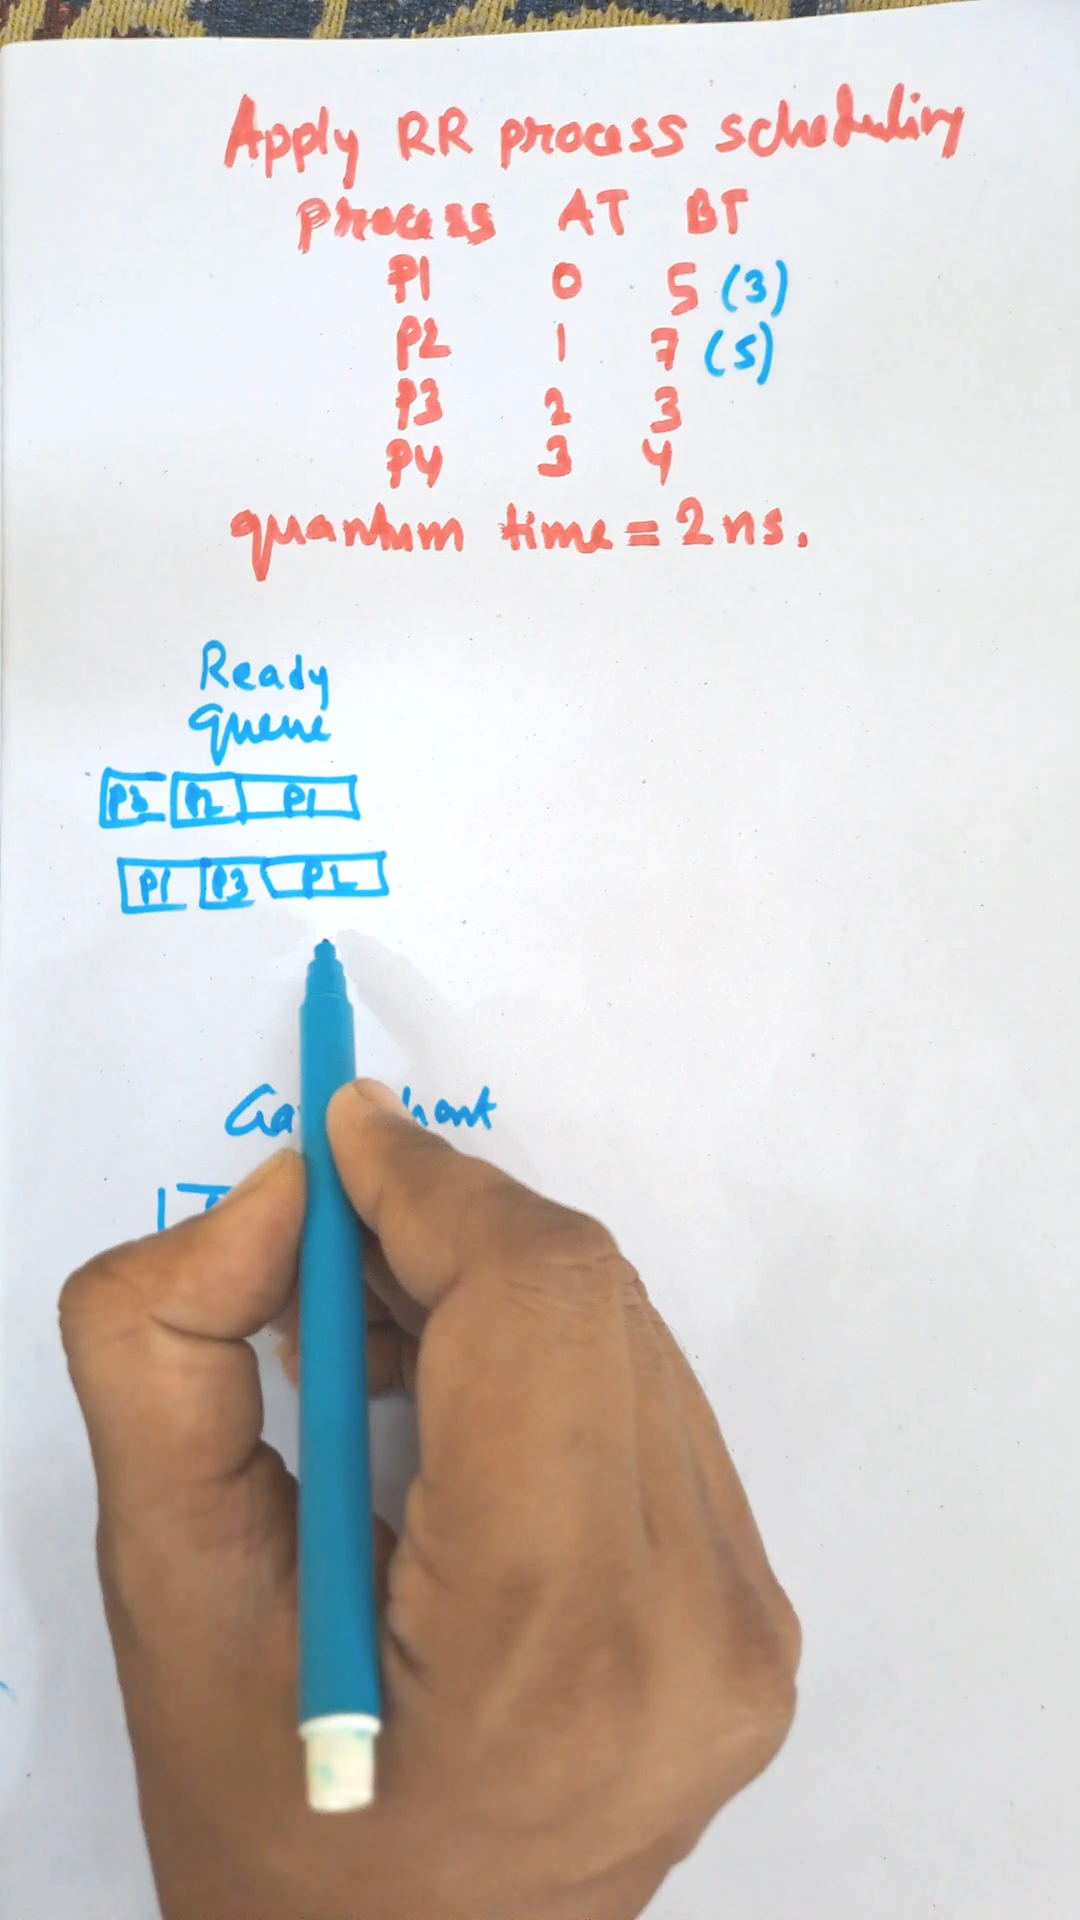 Apply RR process scheduling
process AT BT
P1 0 5 (3)
P2 1 7 (5)
P3 2 3
P4 3 4
quantum time = 2ns.
Ready
queue
P3 P2 P1
P1 P3 P2